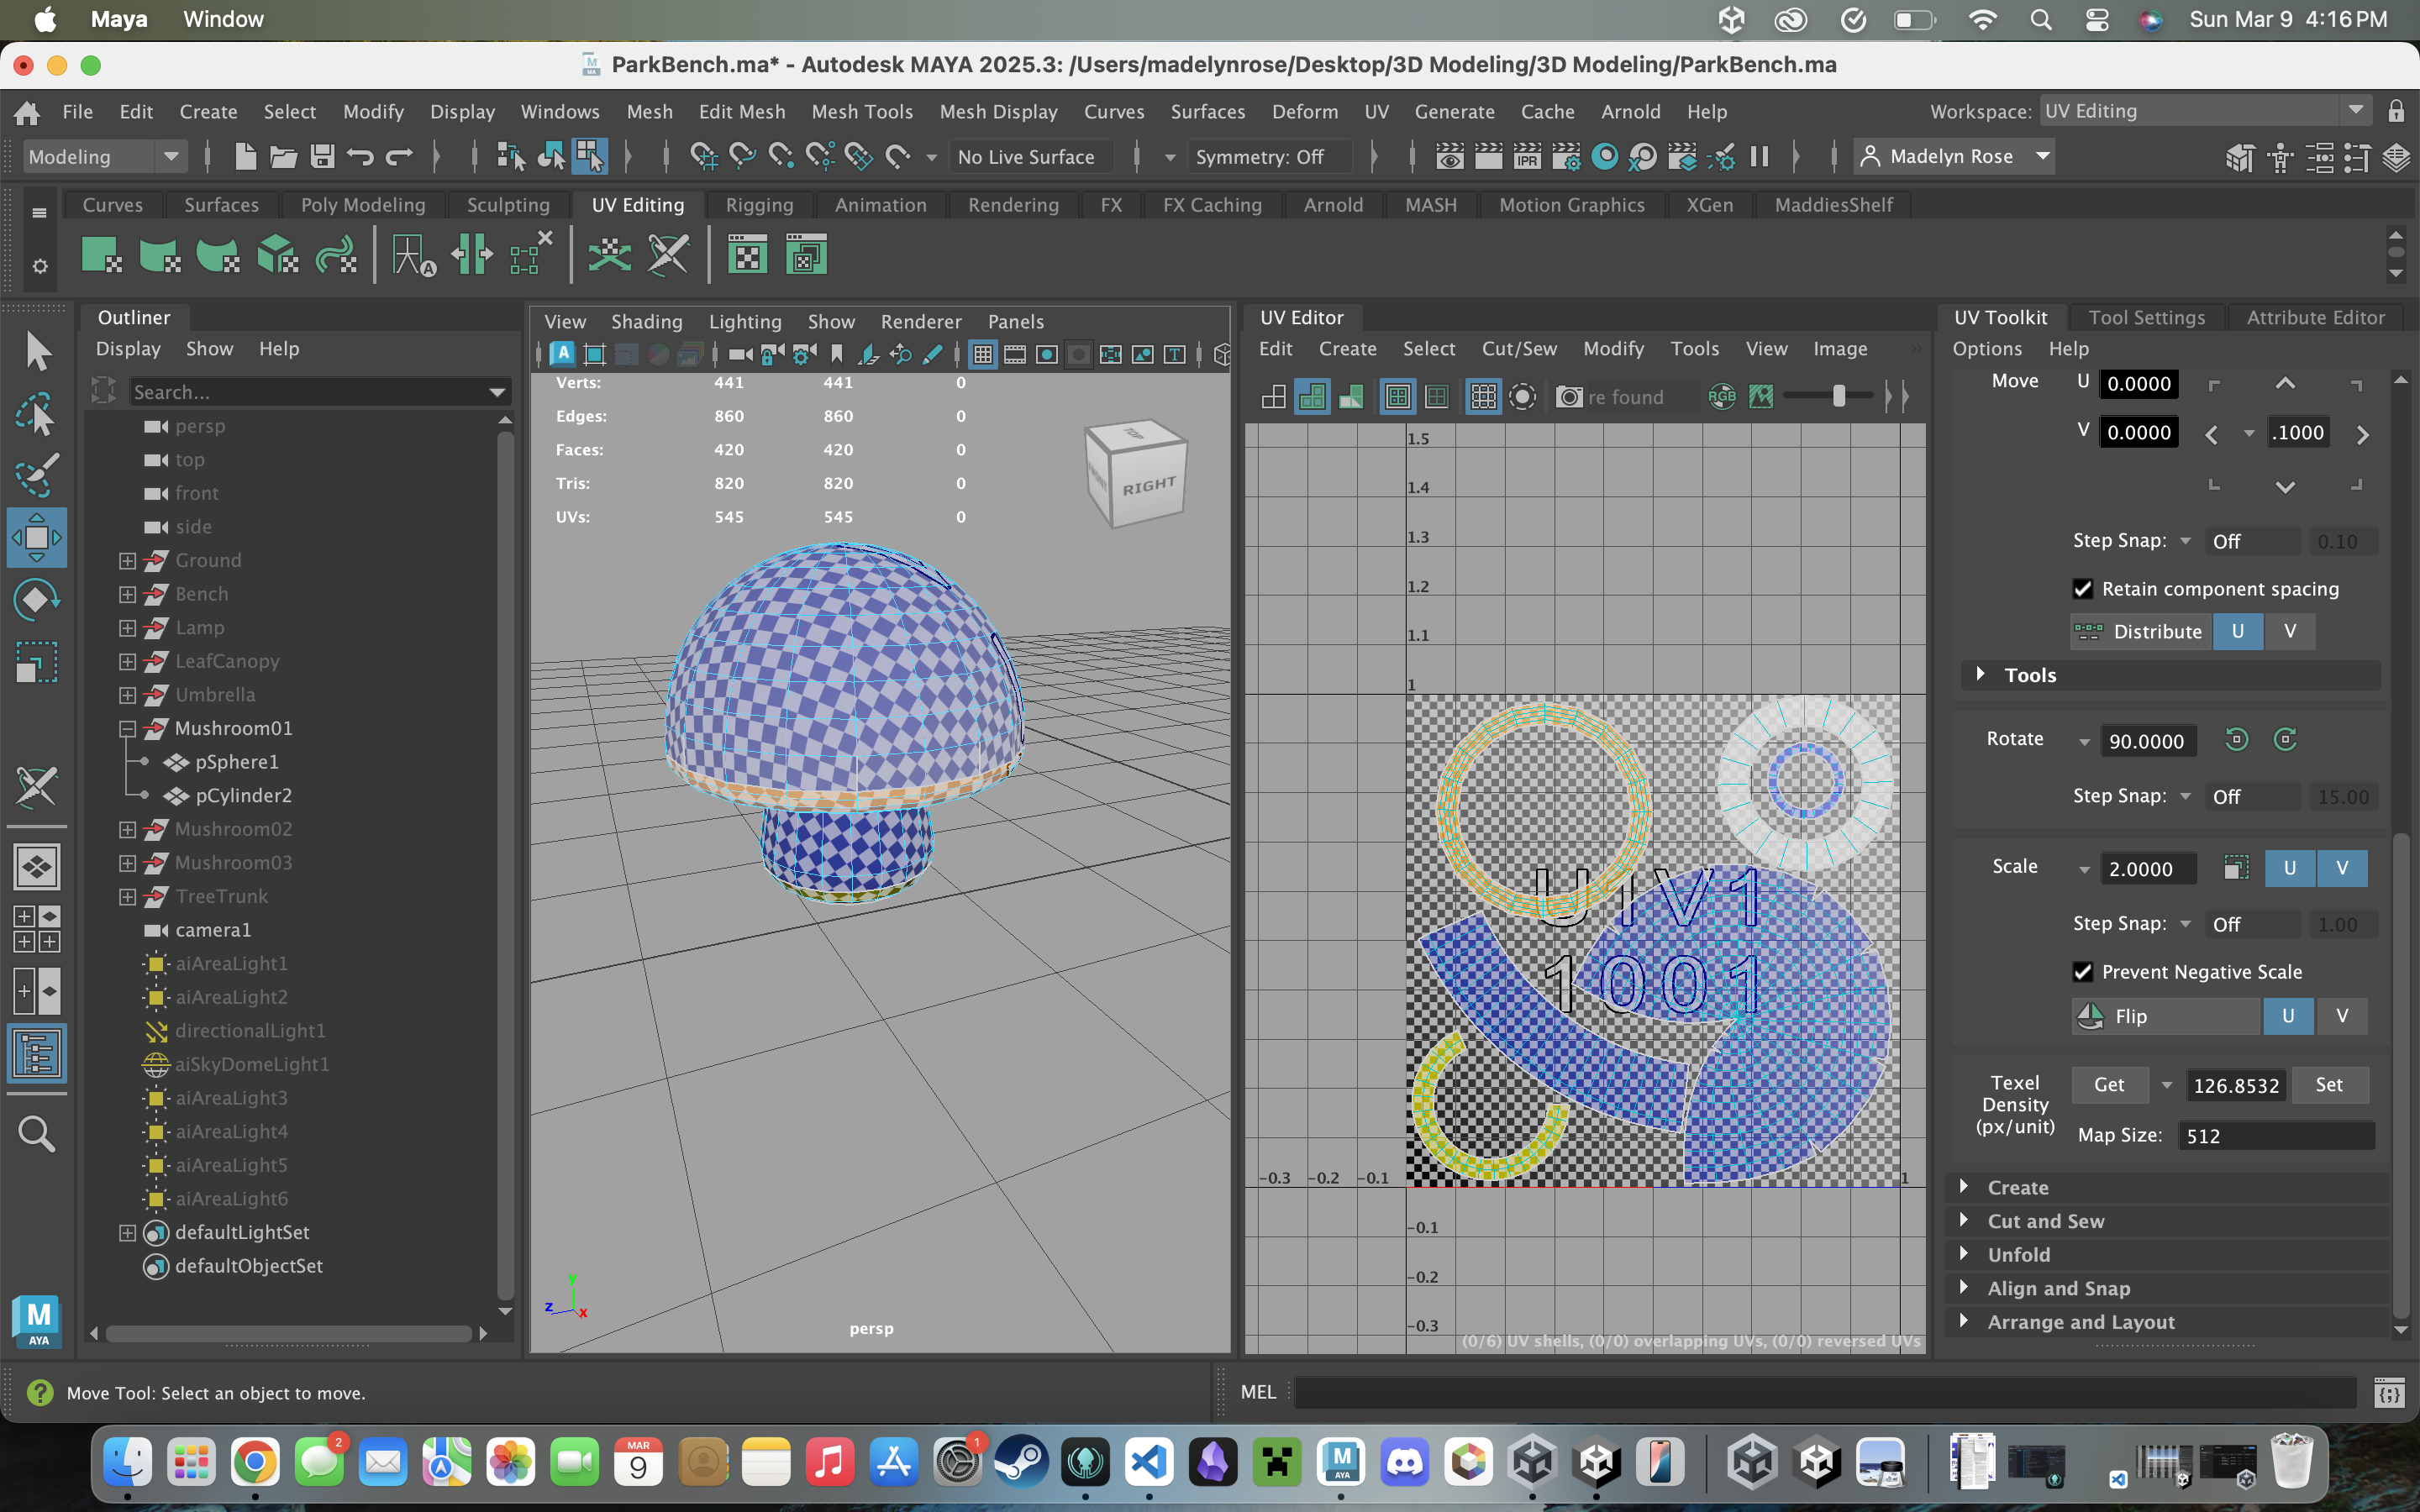 Maya Window Sun Mar 9 4:16 PM
ParkBench.ma* - Autodesk MAYA 2025.3: /Users/madelynrose/Desktop/3D Modeling/3D Modeling/ParkBench.ma
File Edit Create Select Modify Display Windows Mesh Edit Mesh Mesh Tools Mesh Display Curves Surfaces Deform UV Generate Cache Arnold Help Workspace: UV Editing
Modeling No Live Surface Symmetry: Off IPR Madelyn Rose
Curves Surfaces Poly Modeling Sculpting UV Editing Rigging Animation Rendering FX FX Caching Arnold MASH Motion Graphics XGen MaddiesShelf
Outliner
Display Show Help
Search...
persp
top
front
side
Ground
Bench
Lamp
LeafCanopy
Umbrella
Mushroom01
pSphere1
pCylinder2
Mushroom02
Mushroom03
TreeTrunk
camera1
aiAreaLight1
aiAreaLight2
directionalLight1
aiSkyDomeLight1
aiAreaLight3
aiAreaLight4
aiAreaLight5
aiAreaLight6
defaultLightSet
defaultObjectSet
View Shading Lighting Show Renderer Panels
Verts: 441 441 0
Edges: 860 860 0
Faces: 420 420 0
Tris: 820 820 0
UVs: 545 545 0
TOP
FRONT
RIGHT
y
z x
persp
UV Editor
Edit Create Select Cut/Sew Modify Tools View Image
re found RGB
1.5
1.4
1.3
1.2
1.1
1
U1V1
1001
-0.3 -0.2 -0.1 1
-0.1
-0.2
-0.3
(0/6) UV shells, (0/0) overlapping UVs, (0/0) reversed UVs
UV Toolkit Tool Settings Attribute Editor
Options Help
Move U 0.0000
V 0.0000 .1000
Step Snap: Off 0.10
Retain component spacing
Distribute U V
Tools
Rotate 90.0000
Step Snap: Off 15.00
Scale 2.0000 U V
Step Snap: Off 1.00
Prevent Negative Scale
Flip U V
Texel Density (px/unit) Get 126.8532 Set
Map Size: 512
Create
Cut and Sew
Unfold
Align and Snap
Arrange and Layout
M
AYA
Move Tool: Select an object to move.
MEL
2
MAR
9
1
M
AYA